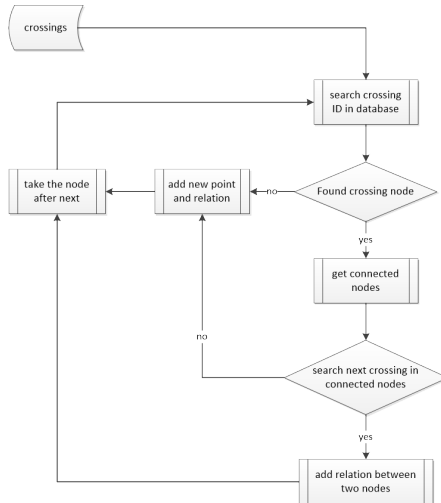 crossings
search crossing
ID in database
take the node
after next
add new point
and relation
no
Found crossing node
yes
get connected
nodes
no
search next crossing in
connected nodes
yes
add relation between
two nodes